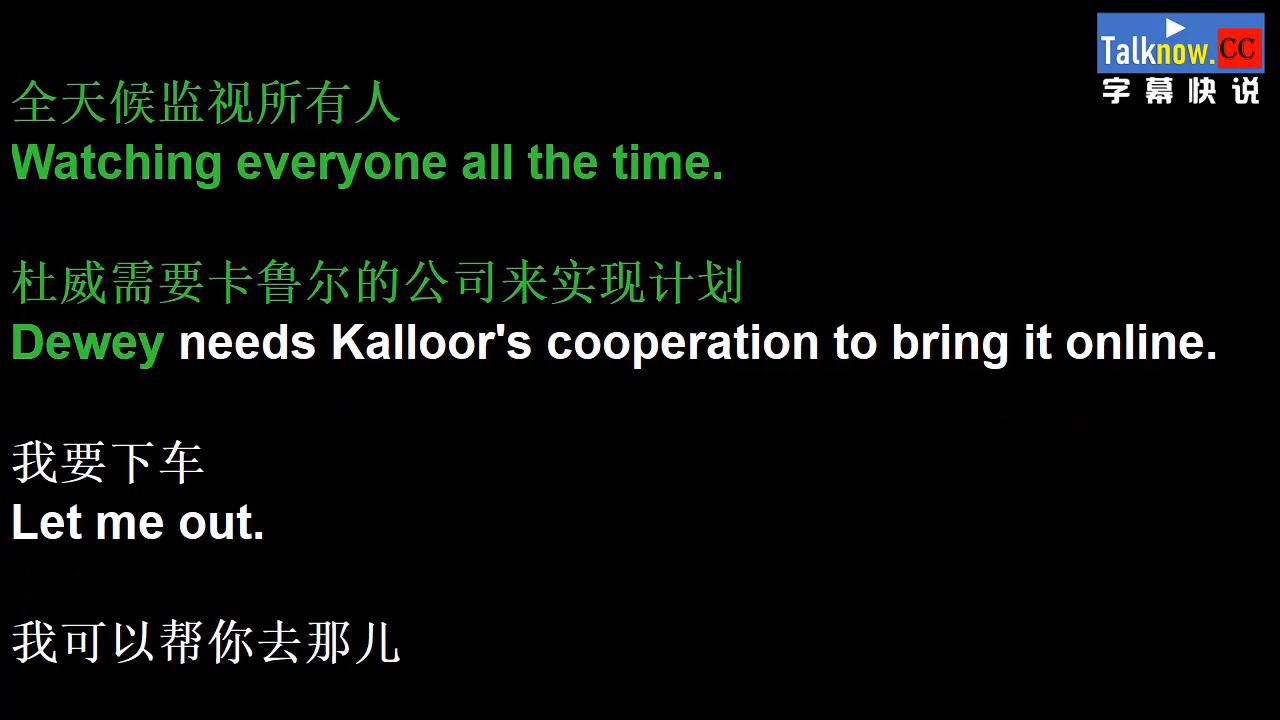 Talknow.CC
字幕快说
全天候监视所有人
Watching everyone all the time.
杜威需要卡鲁尔的公司来实现计划
Dewey needs Kalloor's cooperation to bring it online.
我要下车
Let me out.
我可以帮你去那儿